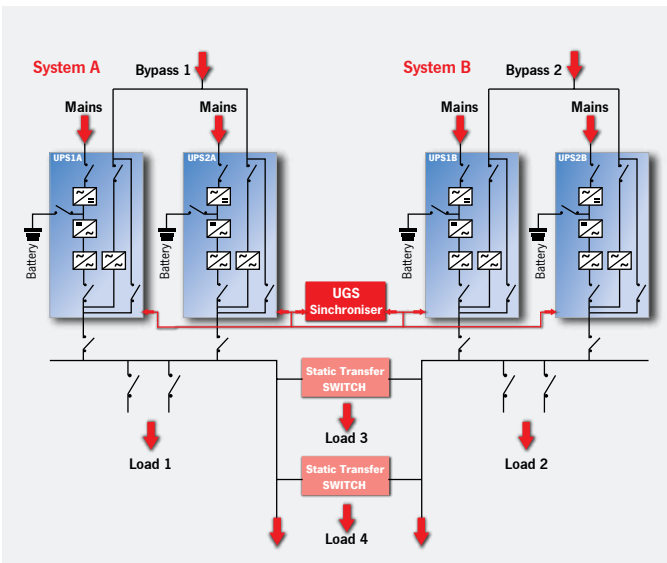 System A
Bypass 1
System B
Bypass 2
Mains
Mains
Mains
Mains
UPS1A
UPS2A
UPS1B
UPS2B
Battery
Battery
Battery
Battery
UGS
Sinchroniser
Static Transfer
SWITCH
Load 3
Load 1
Load 2
Static Transfer
SWITCH
Load 4